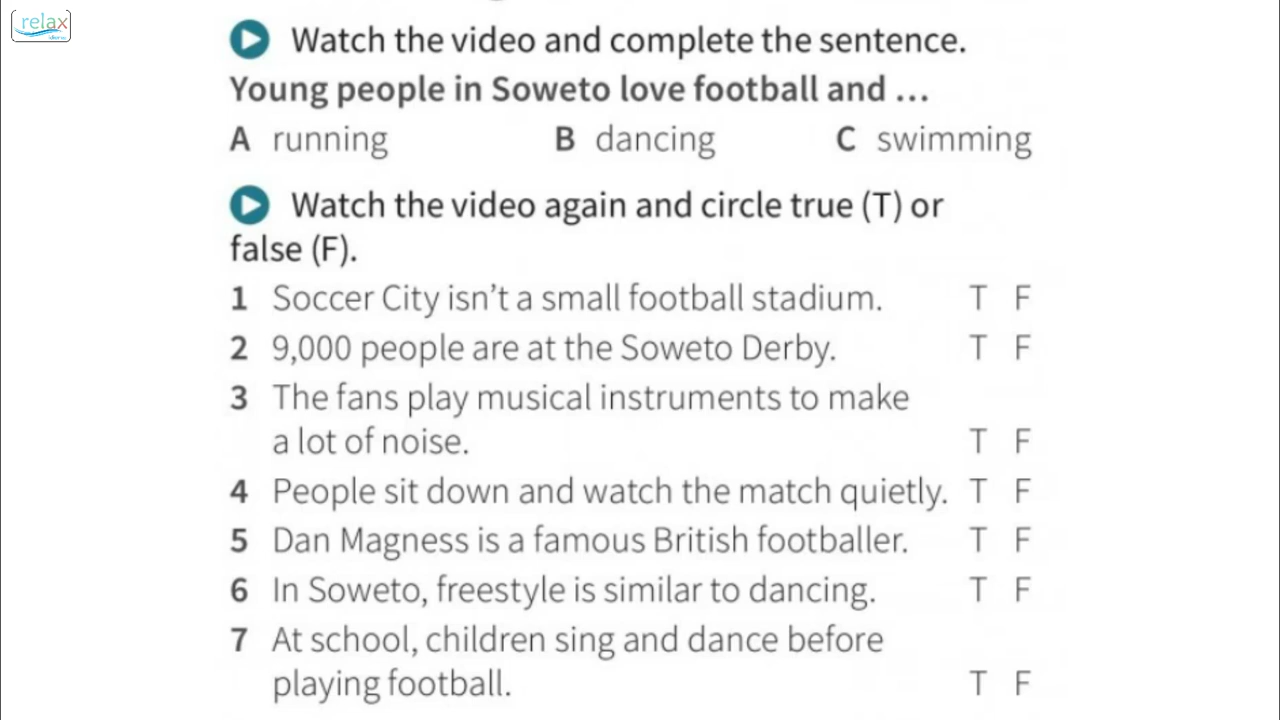 relax
idiomas
Watch the video and complete the sentence.
Young people in Soweto love football and ...
A running B dancing C swimming
Watch the video again and circle true (T) or
false (F).
1 Soccer City isn't a small football stadium. T F
2 9,000 people are at the Soweto Derby. T F
3 The fans play musical instruments to make
a lot of noise. T F
4 People sit down and watch the match quietly. T F
5 Dan Magness is a famous British footballer. T F
6 In Soweto, freestyle is similar to dancing. T F
7 At school, children sing and dance before
playing football. T F